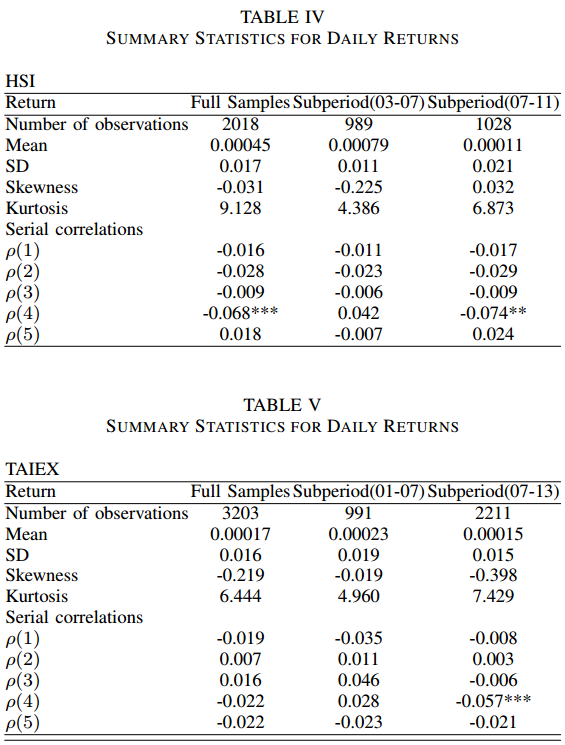 TABLE IV
SUMMARY STATISTICS FOR DAILY RETURNS
HSI
Return Full Samples Subperiod(03-07) Subperiod(07-11)
Number of observations 2018 989 1028
Mean 0.00045 0.00079 0.00011
SD 0.017 0.011 0.021
Skewness -0.031 -0.225 0.032
Kurtosis 9.128 4.386 6.873
Serial correlations
ρ(1) -0.016 -0.011 -0.017
ρ(2) -0.028 -0.023 -0.029
ρ(3) -0.009 -0.006 -0.009
ρ(4) -0.068*** 0.042 -0.074**
ρ(5) 0.018 -0.007 0.024
TABLE V
SUMMARY STATISTICS FOR DAILY RETURNS
TAIEX
Return Full Samples Subperiod(01-07) Subperiod(07-13)
Number of observations 3203 991 2211
Mean 0.00017 0.00023 0.00015
SD 0.016 0.019 0.015
Skewness -0.219 -0.019 -0.398
Kurtosis 6.444 4.960 7.429
Serial correlations
ρ(1) -0.019 -0.035 -0.008
ρ(2) 0.007 0.011 0.003
ρ(3) 0.016 0.046 -0.006
ρ(4) -0.022 0.028 -0.057***
ρ(5) -0.022 -0.023 -0.021